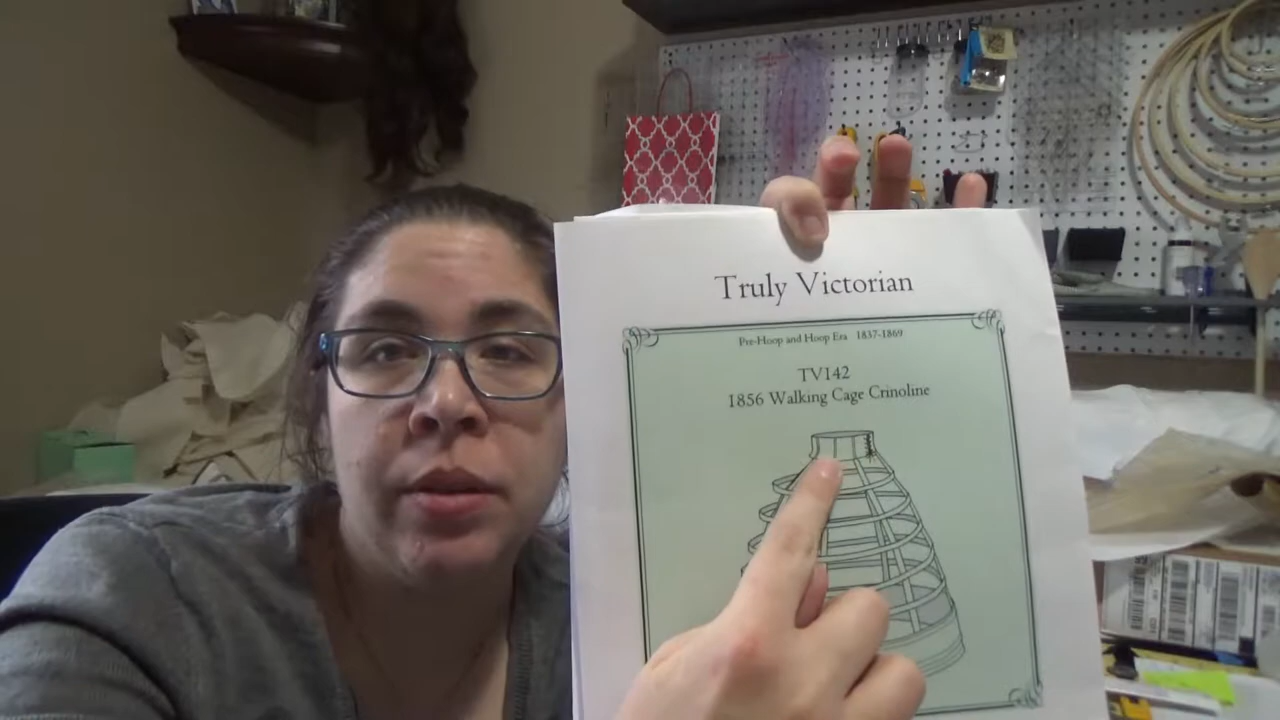 Truly Victorian
Pre-Hoop and Hoop Era 1837-1869
TV142
1856 Walking Cage Crinoline